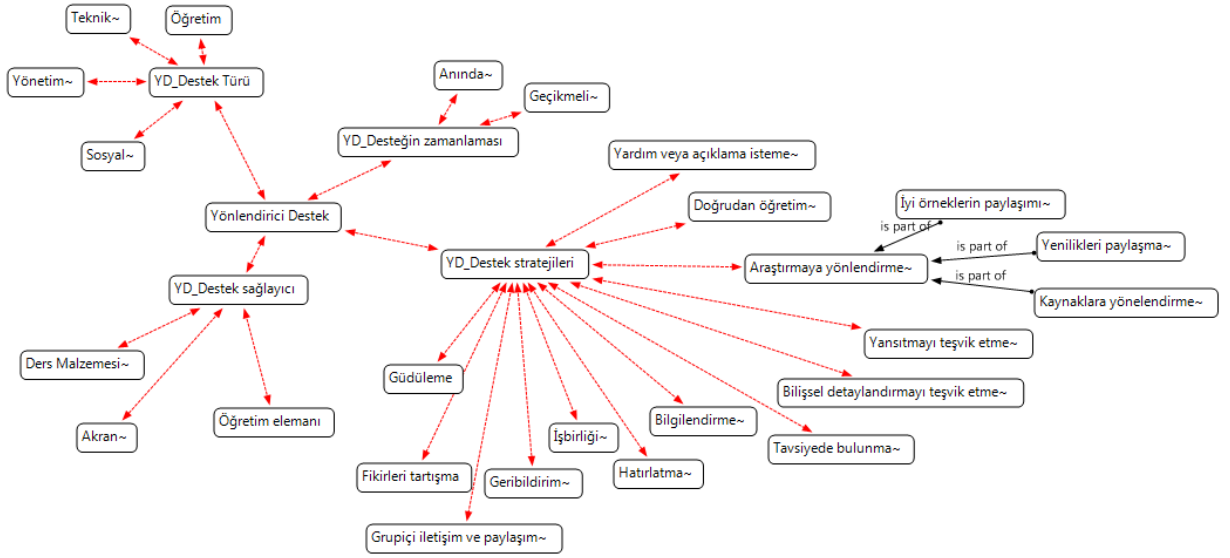 Teknik~
Öğretim
Yönetim~
YD_Destek Türü
Sosyal~
Anında~
Geçikmeli~
YD_Desteğin zamanlaması
Yardım veya açıklama isteme~
Yönlendirici Destek
Doğrudan öğretim~
İyi örneklerin paylaşımı~
is part of
Yenilikleri paylaşma~
is part of
YD_Destek stratejileri
Araştırmaya yönlendirme~
is part of
Kaynaklara yönelendirme~
YD_Destek sağlayıcı
Yansıtmayı teşvik etme~
Ders Malzemesi~
Güdüleme
Bilişsel detaylandırmayı teşvik etme~
Öğretim elemanı
Bilgilendirme~
Akran~
İşbirliği~
Tavsiyede bulunma~
Fikirleri tartışma
Geribildirim~
Hatırlatma~
Grupiçi iletişim ve paylaşım~